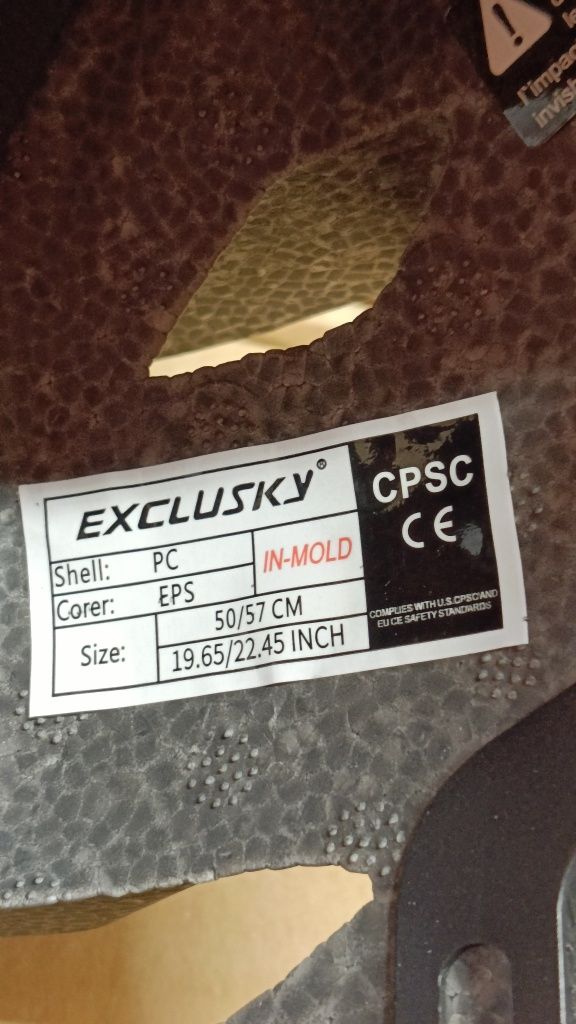 l'impac
EXCLUSKY®
Shell: PC
IN-MOLD
Corer: EPS
Size: 50/57 CM
19.65/22.45 INCH
CPSC
CE
COMPLIES WITH U.S.CPSC AND
EU CE SAFETY STANDARDS